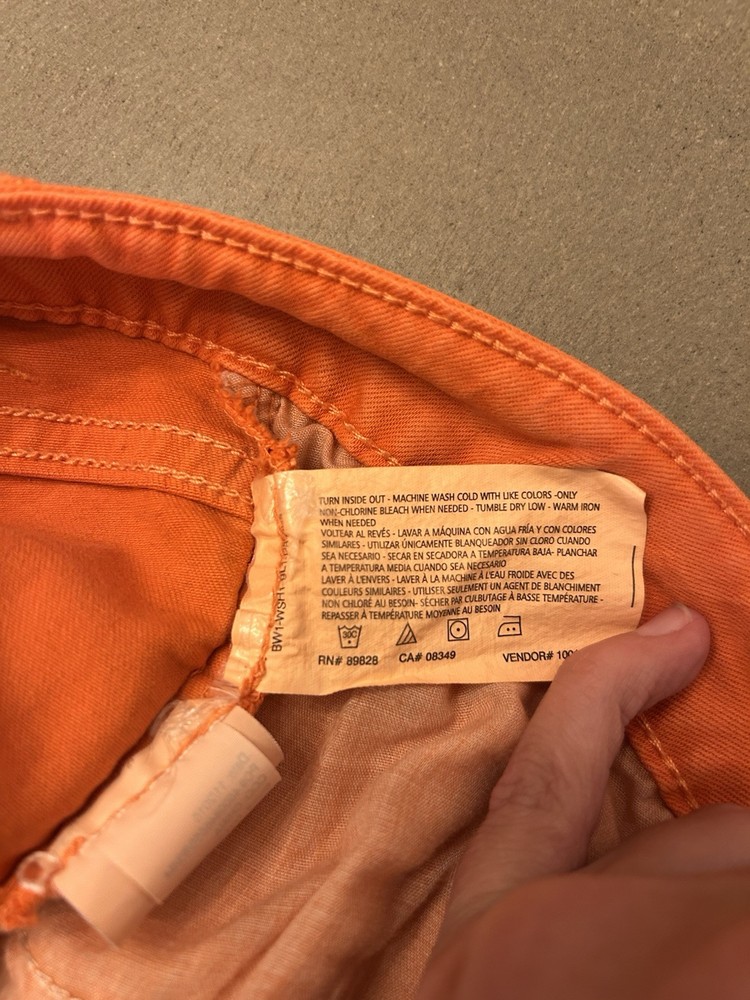 TURN INSIDE OUT - MACHINE WASH COLD WITH LIKE COLORS -ONLY
NON-CHLORINE BLEACH WHEN NEEDED - TUMBLE DRY LOW - WARM IRON
WHEN NEEDED
VOLTEAR AL REVÉS - LAVAR A MÁQUINA CON AGUA FRÍA Y CON COLORES
SIMILARES - UTILIZAR ÚNICAMENTE BLANQUEADOR SIN CLORO CUANDO
SEA NECESARIO - SECAR EN SECADORA A TEMPERATURA BAJA- PLANCHAR
A TEMPERATURA MEDIA CUANDO SEA NECESARIO
LAVER À L'ENVERS - LAVER À LA MACHINE À L'EAU FROIDE AVEC DES
COULEURS SIMILAIRES - UTILISER SEULEMENT UN AGENT DE BLANCHIMENT
NON CHLORÉ AU BESOIN- SÉCHER PAR CULBUTAGE À BASSE TEMPÉRATURE -
REPASSER À TEMPÉRATURE MOYENNE AU BESOIN
30C
RN# 89828 CA# 08349 VENDOR# 100
BW1-WSH1